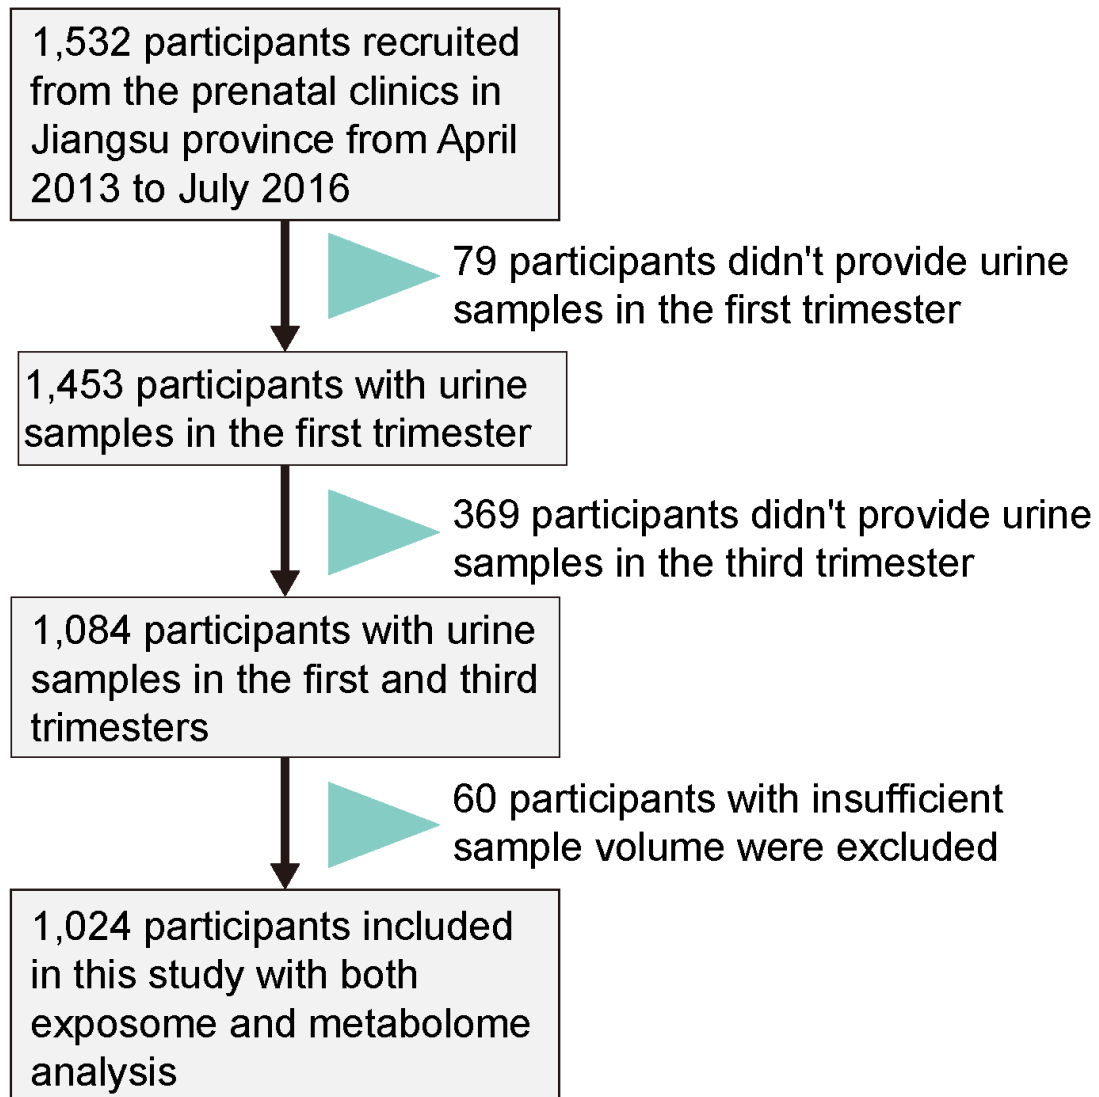 1,532 participants recruited
from the prenatal clinics in
Jiangsu province from April
2013 to July 2016
79 participants didn't provide urine
samples in the first trimester
1,453 participants with urine
samples in the first trimester
369 participants didn't provide urine
samples in the third trimester
1,084 participants with urine
samples in the first and third
trimesters
60 participants with insufficient
sample volume were excluded
1,024 participants included
in this study with both
exposome and metabolome
analysis